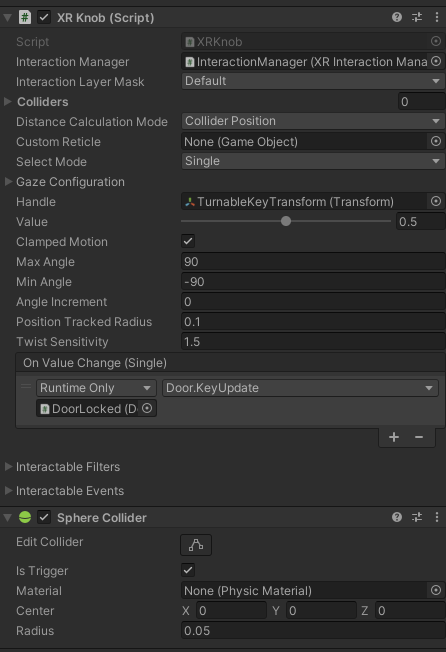 XR Knob (Script)
Script XRKnob
Interaction Manager InteractionManager (XR Interaction Mana
Interaction Layer Mask Default
Colliders 0
Distance Calculation Mode Collider Position
Custom Reticle None (Game Object)
Select Mode Single
Gaze Configuration
Handle TurnableKeyTransform (Transform)
Value 0.5
Clamped Motion
Max Angle 90
Min Angle -90
Angle Increment 0
Position Tracked Radius 0.1
Twist Sensitivity 1.5
On Value Change (Single)
Runtime Only Door.KeyUpdate
DoorLocked (D
Interactable Filters
Interactable Events
Sphere Collider
Edit Collider
Is Trigger
Material None (Physic Material)
Center X 0 Y 0 Z 0
Radius 0.05